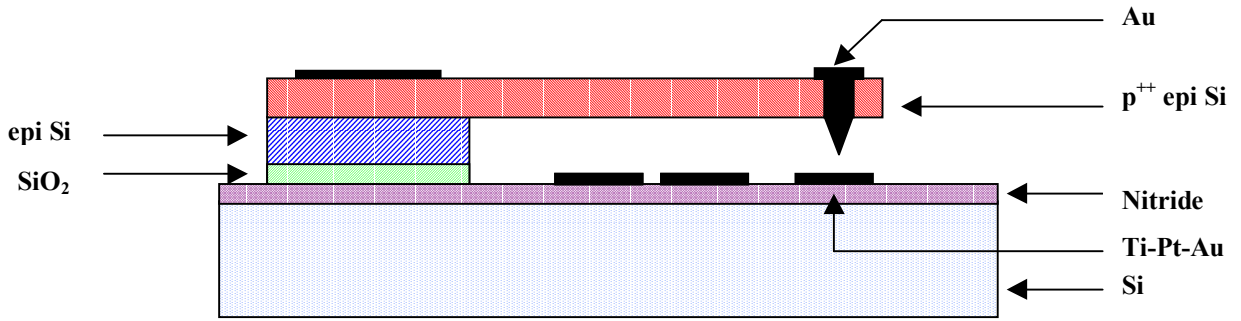 Au
p⁺⁺ epi Si
epi Si
SiO₂
Nitride
Ti-Pt-Au
Si